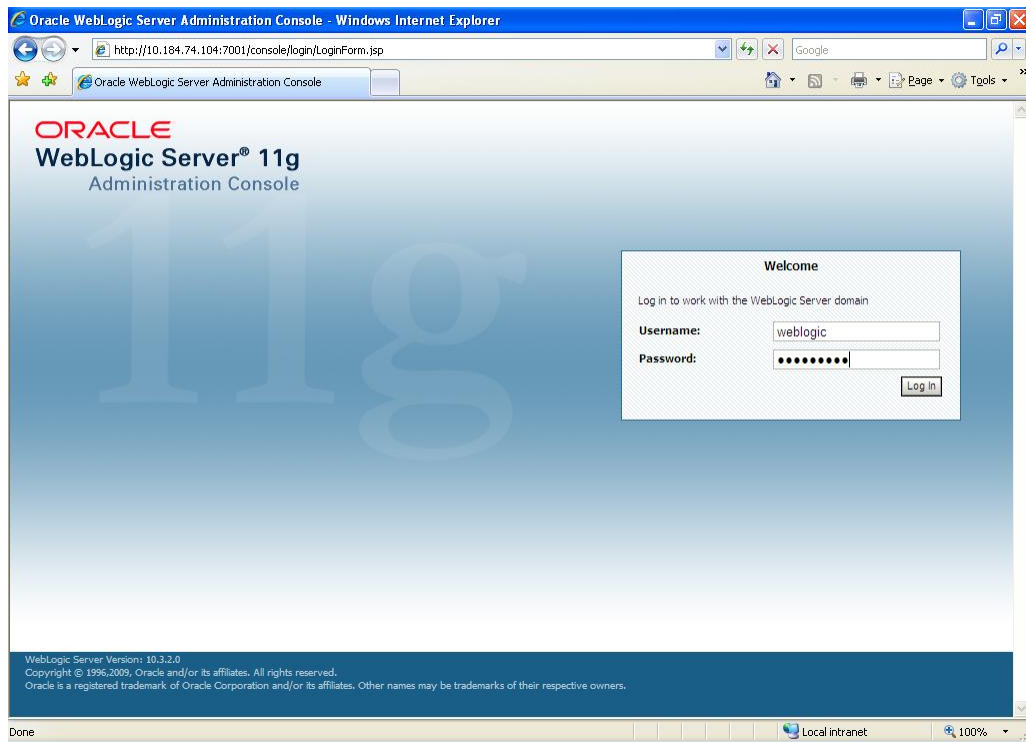 Oracle WebLogic Server Administration Console - Windows Internet Explorer
http://10.184.74.104:7001/console/login/LoginForm.jsp
Google
Oracle WebLogic Server Administration Console
Page
Tools
»
ORACLE
WebLogic Server® 11g
Administration Console
11g
Welcome
Log in to work with the WebLogic Server domain
Username: weblogic
Password: ●●●●●●●●●
Log In
WebLogic Server Version: 10.3.2.0
Copyright © 1996,2009, Oracle and/or its affiliates. All rights reserved.
Oracle is a registered trademark of Oracle Corporation and/or its affiliates. Other names may be trademarks of their respective owners.
Done
Local intranet
100%